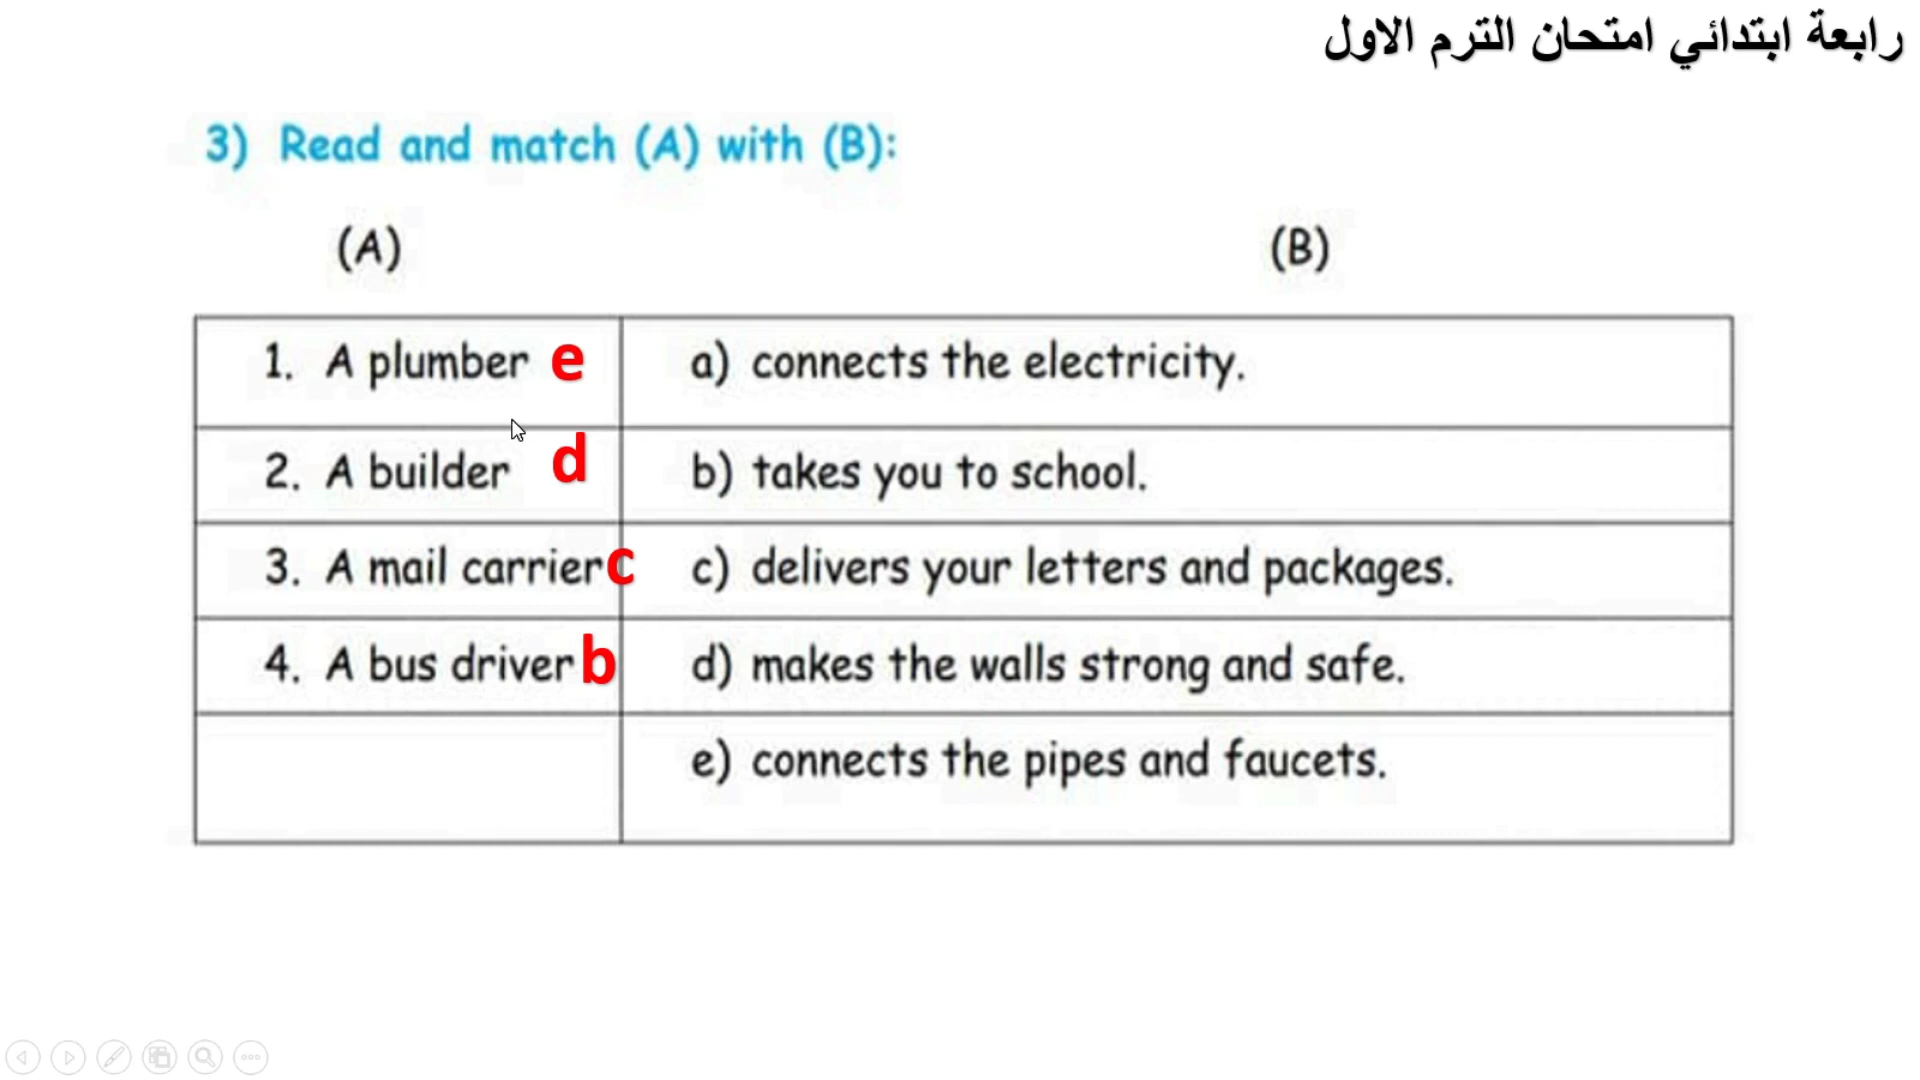 رابعة ابتدائي امتحان الترم الاول
3) Read and match (A) with (B):
(A) (B)
1. A plumber e a) connects the electricity.
2. A builder d b) takes you to school.
3. A mail carrier c c) delivers your letters and packages.
4. A bus driver b d) makes the walls strong and safe.
e) connects the pipes and faucets.